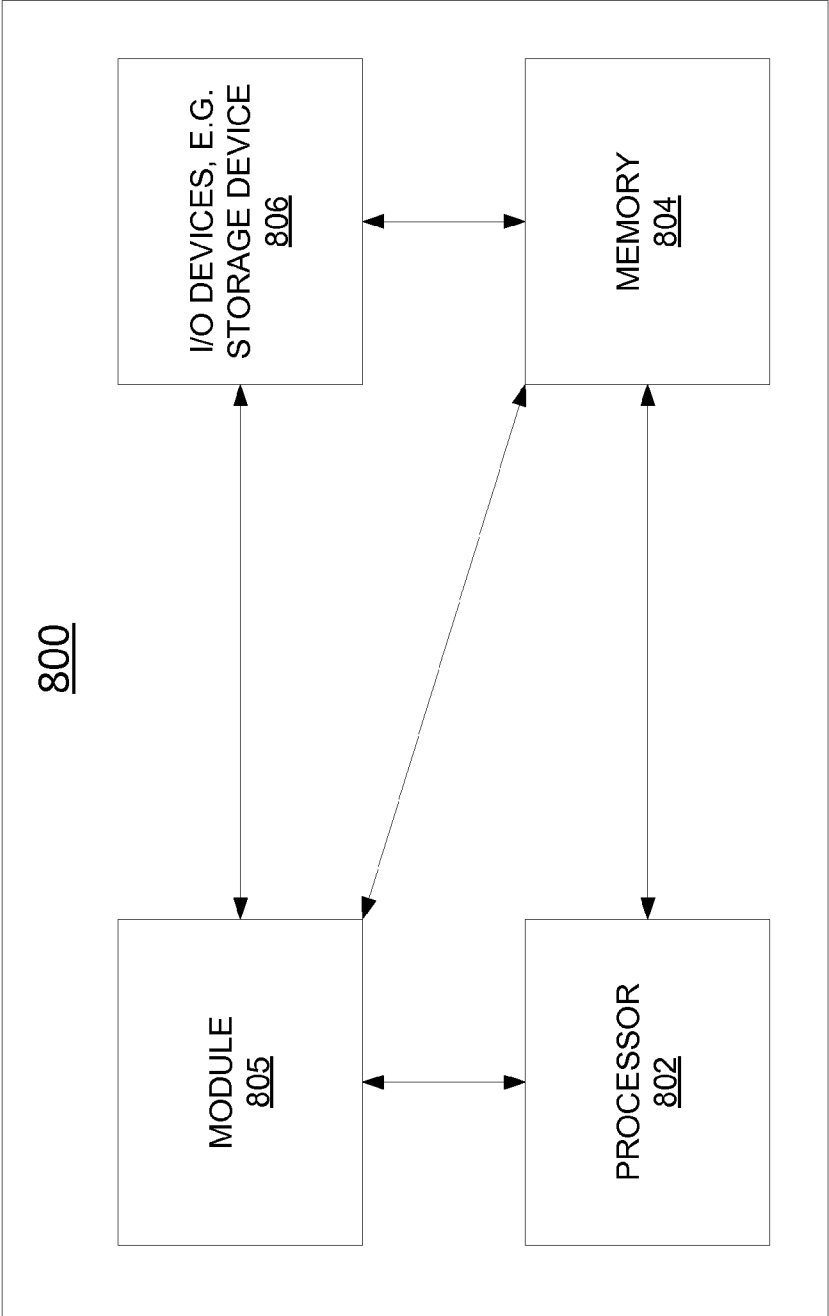 800
MODULE
805
I/O DEVICES, E.G.
STORAGE DEVICE
806
PROCESSOR
802
MEMORY
804